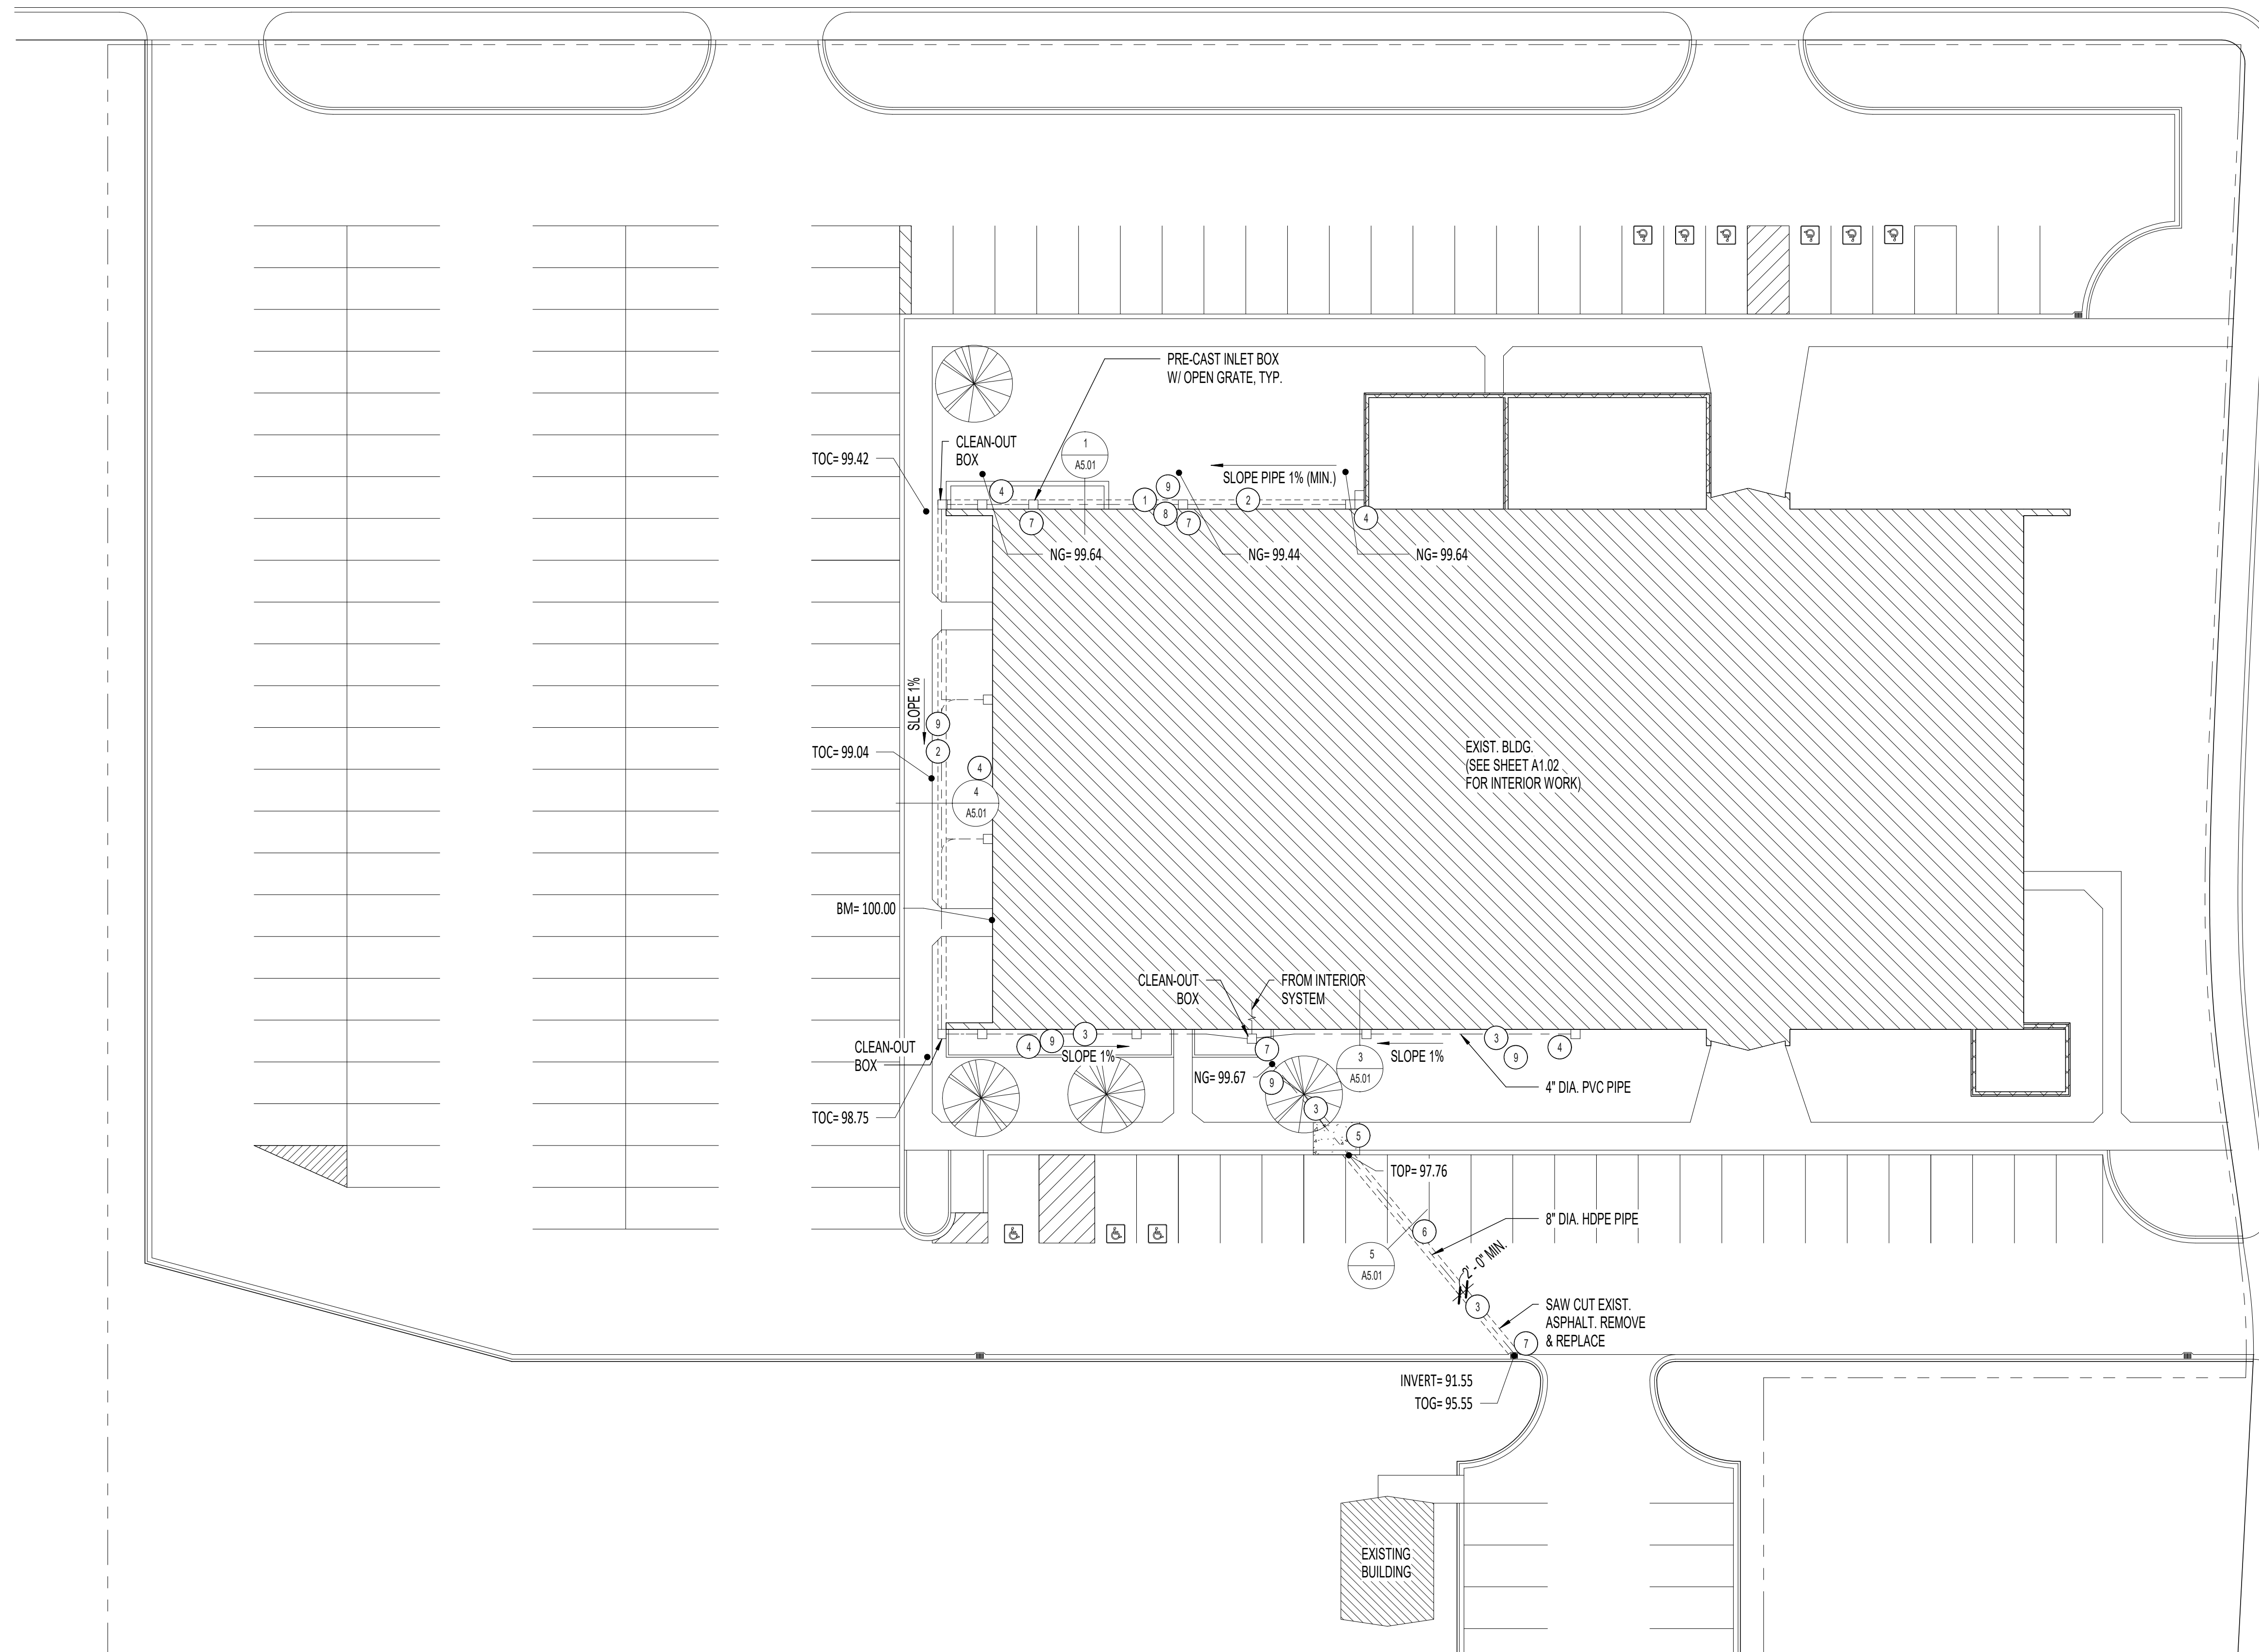 PRE-CAST INLET BOX
W/ OPEN GRATE, TYP.
CLEAN-OUT
BOX
TOC= 99.42
1
A5.01
SLOPE PIPE 1% (MIN.)
4
9
1
2
7
8
7
4
NG= 99.64
NG= 99.44
NG= 99.64
SLOPE 1%
9
2
TOC= 99.04
4
4
A5.01
EXIST. BLDG.
(SEE SHEET A1.02
FOR INTERIOR WORK)
BM= 100.00
CLEAN-OUT
BOX
FROM INTERIOR
SYSTEM
CLEAN-OUT
BOX
4
9
3
SLOPE 1%
7
3
A5.01
SLOPE 1%
3
9
4
NG= 99.67
9
4" DIA. PVC PIPE
TOC= 98.75
3
5
TOP= 97.76
8" DIA. HDPE PIPE
6
5
A5.01
2' - 0" MIN.
3
SAW CUT EXIST.
ASPHALT. REMOVE
& REPLACE
7
INVERT= 91.55
TOG= 95.55
EXISTING
BUILDING